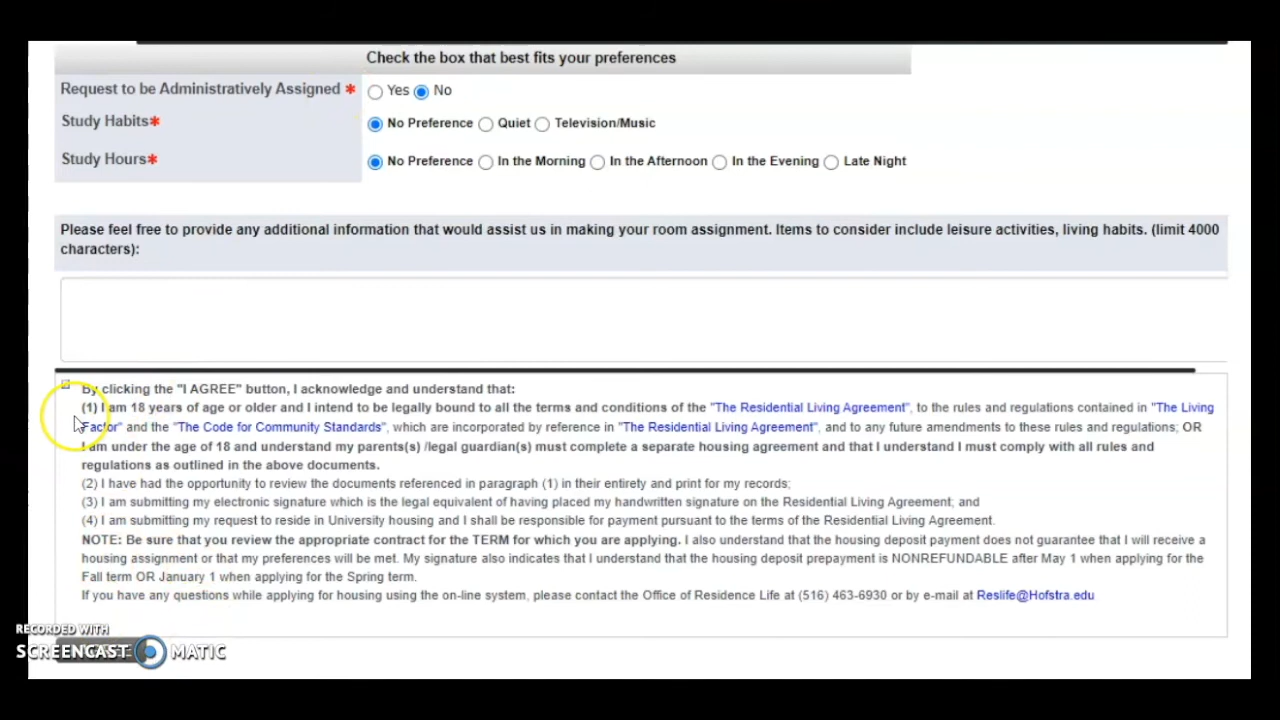 Check the box that best fits your preferences
Request to be Administratively Assigned * Yes No
Study Habits* No Preference Quiet Television/Music
Study Hours* No Preference In the Morning In the Afternoon In the Evening Late Night
Please feel free to provide any additional information that would assist us in making your room assignment. Items to consider include leisure activities, living habits. (limit 4000
characters):
By clicking the "I AGREE" button, I acknowledge and understand that:
(1) I am 18 years of age or older and I intend to be legally bound to all the terms and conditions of the "The Residential Living Agreement", to the rules and regulations contained in "The Living
Factor" and the "The Code for Community Standards", which are incorporated by reference in "The Residential Living Agreement", and to any future amendments to these rules and regulations; OR
I am under the age of 18 and understand my parents(s) /legal guardian(s) must complete a separate housing agreement and that I understand I must comply with all rules and
regulations as outlined in the above documents.
(2) I have had the opportunity to review the documents referenced in paragraph (1) in their entirety and print for my records;
(3) I am submitting my electronic signature which is the legal equivalent of having placed my handwritten signature on the Residential Living Agreement; and
(4) I am submitting my request to reside in University housing and I shall be responsible for payment pursuant to the terms of the Residential Living Agreement.
NOTE: Be sure that you review the appropriate contract for the TERM for which you are applying. I also understand that the housing deposit payment does not guarantee that I will receive a
housing assignment or that my preferences will be met. My signature also indicates that I understand that the housing deposit prepayment is NONREFUNDABLE after May 1 when applying for the
Fall term OR January 1 when applying for the Spring term.
If you have any questions while applying for housing using the on-line system, please contact the Office of Residence Life at (516) 463-6930 or by e-mail at Reslife@Hofstra.edu
RECORDED WITH
SCREENCAST MATIC